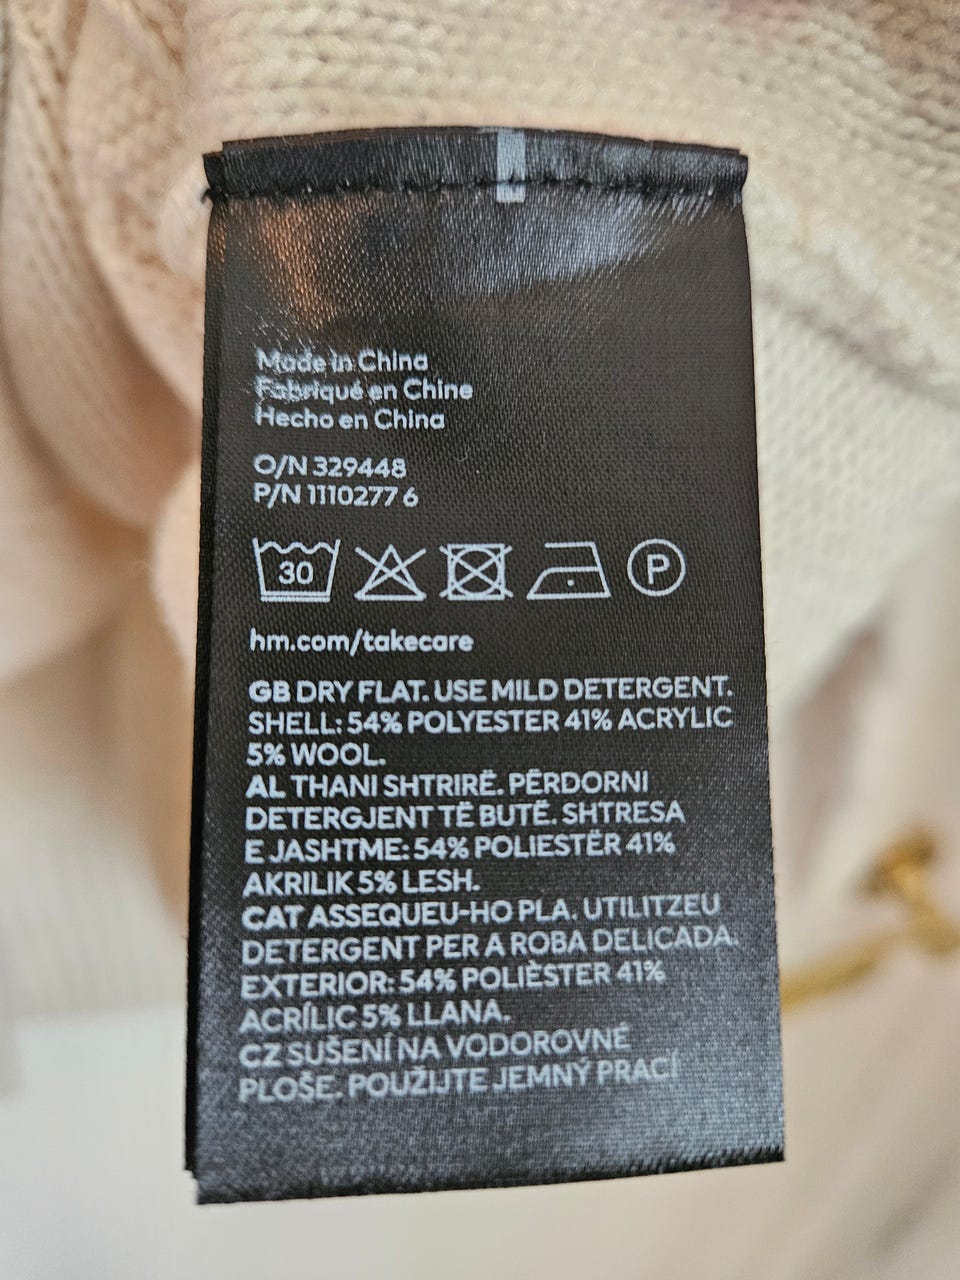 Made in China
Fabriqué en Chine
Hecho en China
O/N 329448
P/N 1110277 6
30 P
hm.com/takecare
GB DRY FLAT. USE MILD DETERGENT.
SHELL: 54% POLYESTER 41% ACRYLIC
5% WOOL.
AL THANI SHTRIRË. PËRDORNI
DETERGJENT TË BUTË. SHTRESA
E JASHTME: 54% POLIESTËR 41%
AKRILIK 5% LESH.
CAT ASSEQUEU-HO PLA. UTILITZEU
DETERGENT PER A ROBA DELICADA.
EXTERIOR: 54% POLIÈSTER 41%
ACRÍLIC 5% LLANA.
CZ SUŠENÍ NA VODOROVNÉ
PLOŠE. POUŽIJTE JEMNÝ PRACÍ